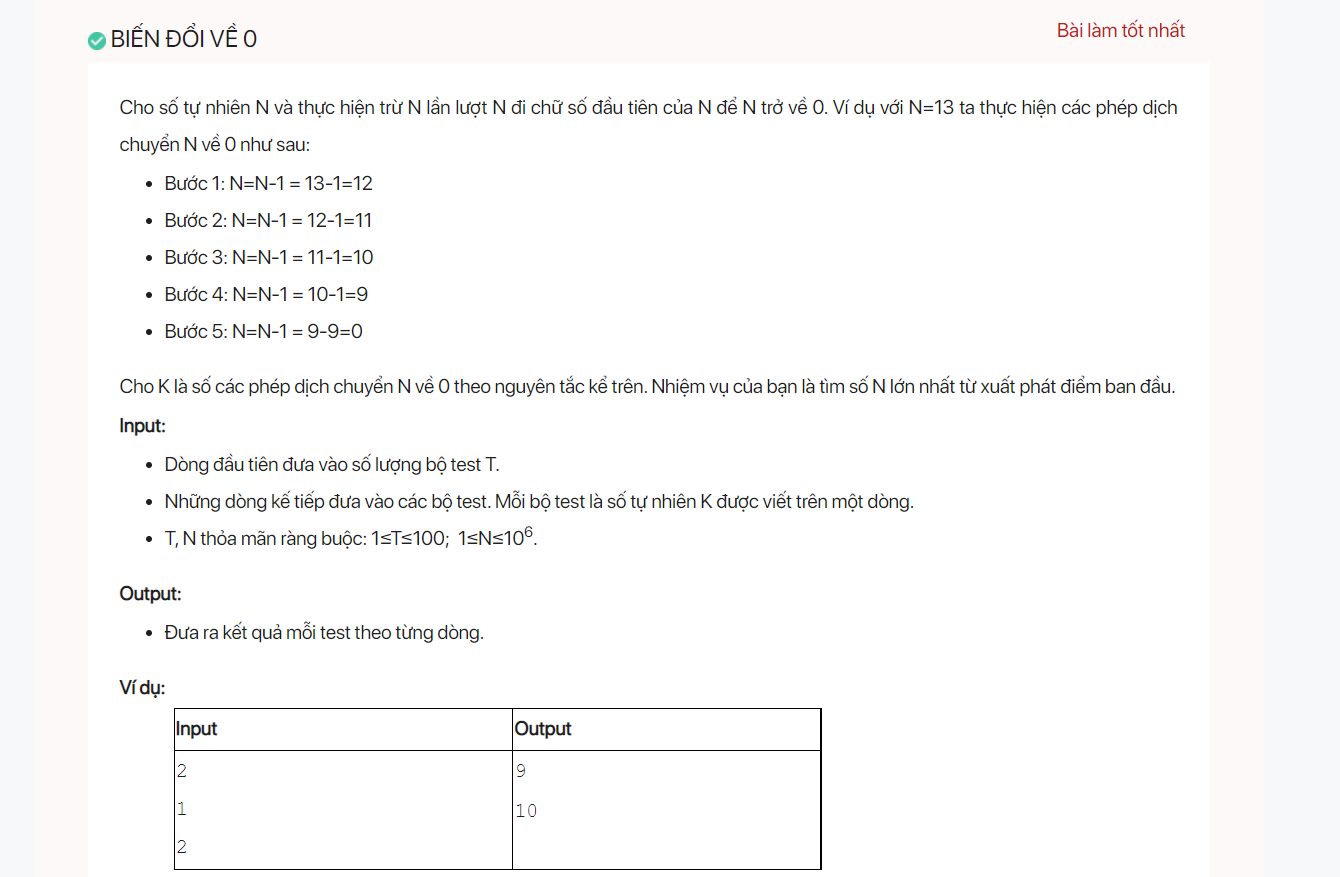 BIẾN ĐỔI VỀ 0
Bài làm tốt nhất
Cho số tự nhiên N và thực hiện trừ N lần lượt N đi chữ số đầu tiên của N để N trở về 0. Ví dụ với N=13 ta thực hiện các phép dịch
chuyển N về 0 như sau:
• Bước 1: N=N-1 = 13-1=12
• Bước 2: N=N-1 = 12-1=11
• Bước 3: N=N-1 = 11-1=10
• Bước 4: N=N-1 = 10-1=9
• Bước 5: N=N-1 = 9-9=0
Cho K là số các phép dịch chuyển N về 0 theo nguyên tắc kể trên. Nhiệm vụ của bạn là tìm số N lớn nhất từ xuất phát điểm ban đầu.
Input:
• Dòng đầu tiên đưa vào số lượng bộ test T.
• Những dòng kế tiếp đưa vào các bộ test. Mỗi bộ test là số tự nhiên K được viết trên một dòng.
• T, N thỏa mãn ràng buộc: 1≤T≤100; 1≤N≤10⁶.
Output:
• Đưa ra kết quả mỗi test theo từng dòng.
Ví dụ:
Input Output
2 9
1 10
2